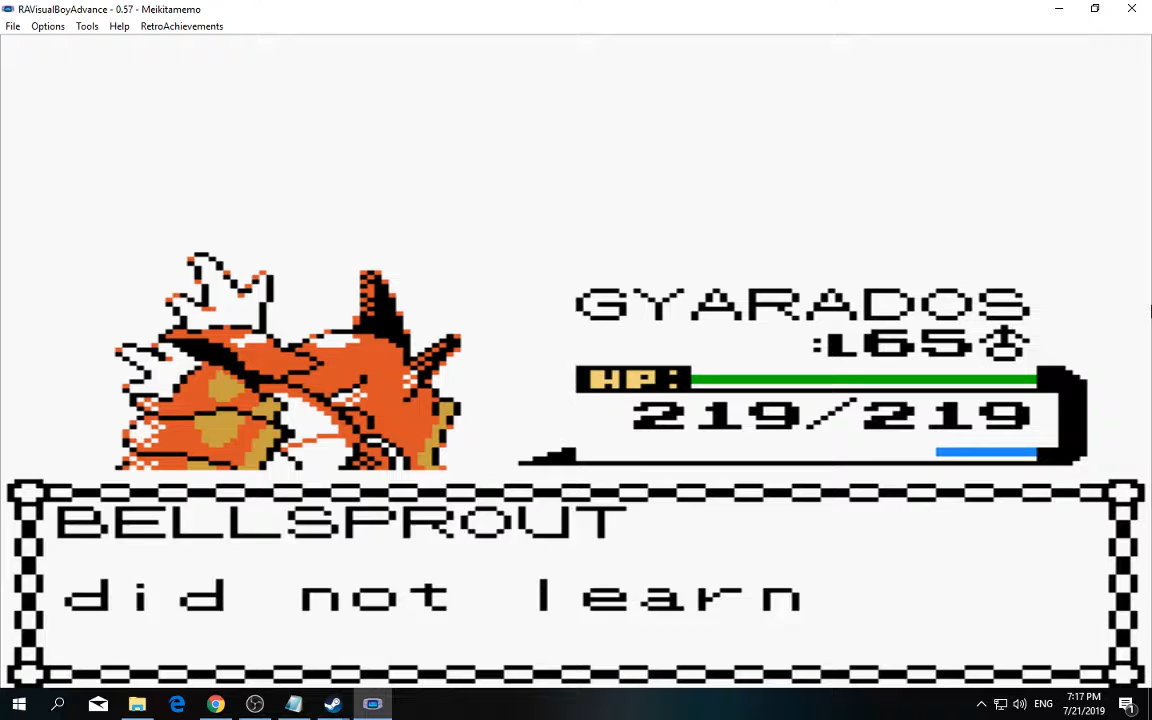 RAVisualBoyAdvance - 0.57 - Meikitamemo
File Options Tools Help RetroAchievements
GYARADOS
:L65♂
HP:
219/219
BELLSPROUT
did not learn
ENG
7:17 PM
7/21/2019
1